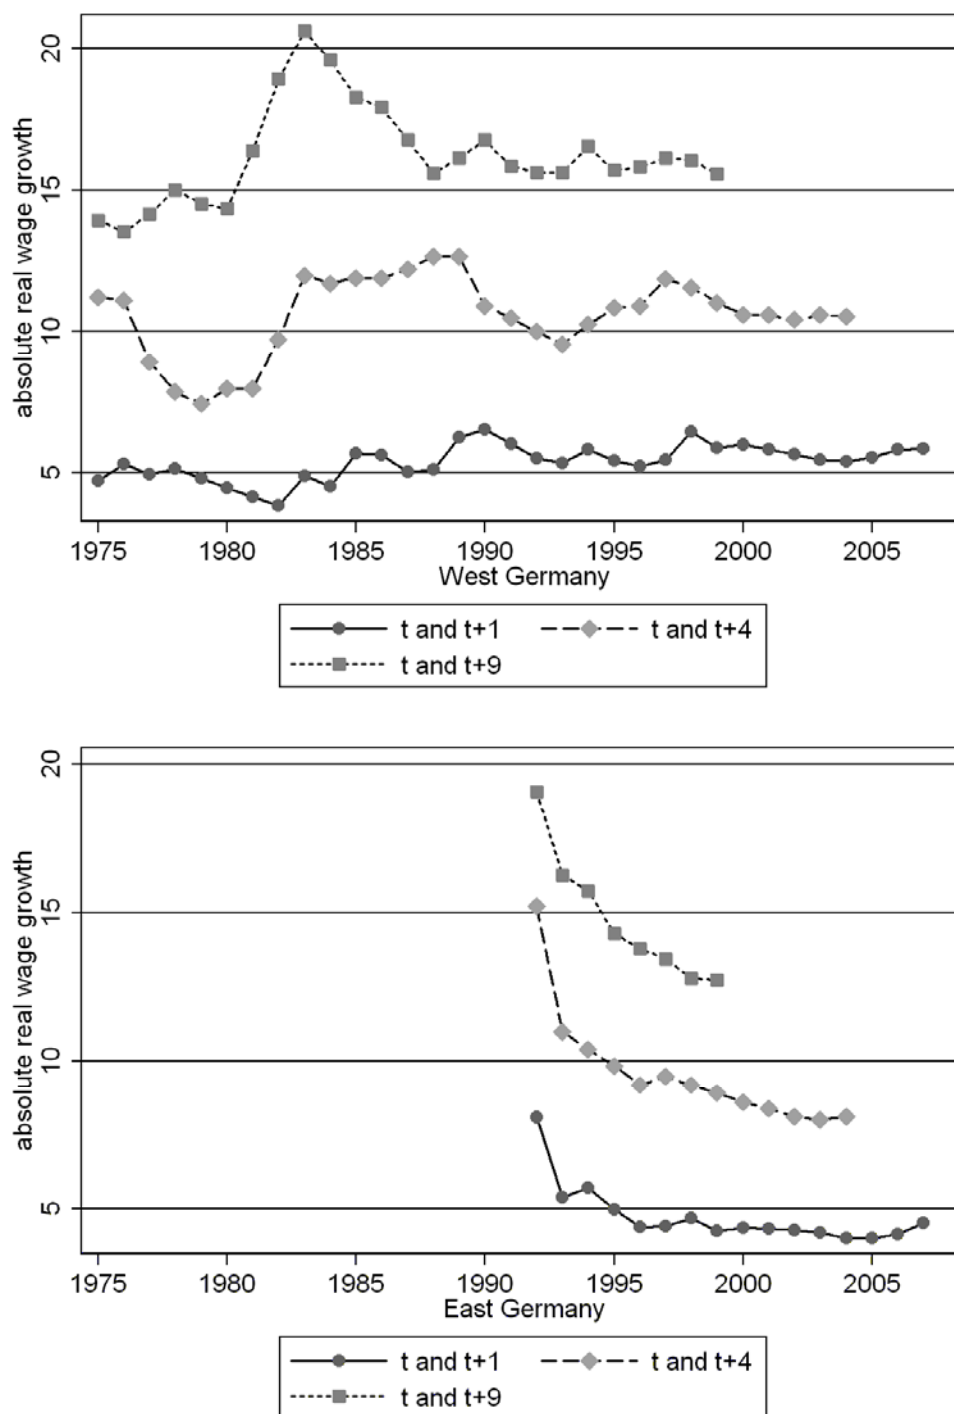 20
15
10
5
absolute real wage growth
1975 1980 1985 1990 1995 2000 2005
West Germany
t and t+1 t and t+4
t and t+9
20
15
10
5
absolute real wage growth
1975 1980 1985 1990 1995 2000 2005
East Germany
t and t+1 t and t+4
t and t+9